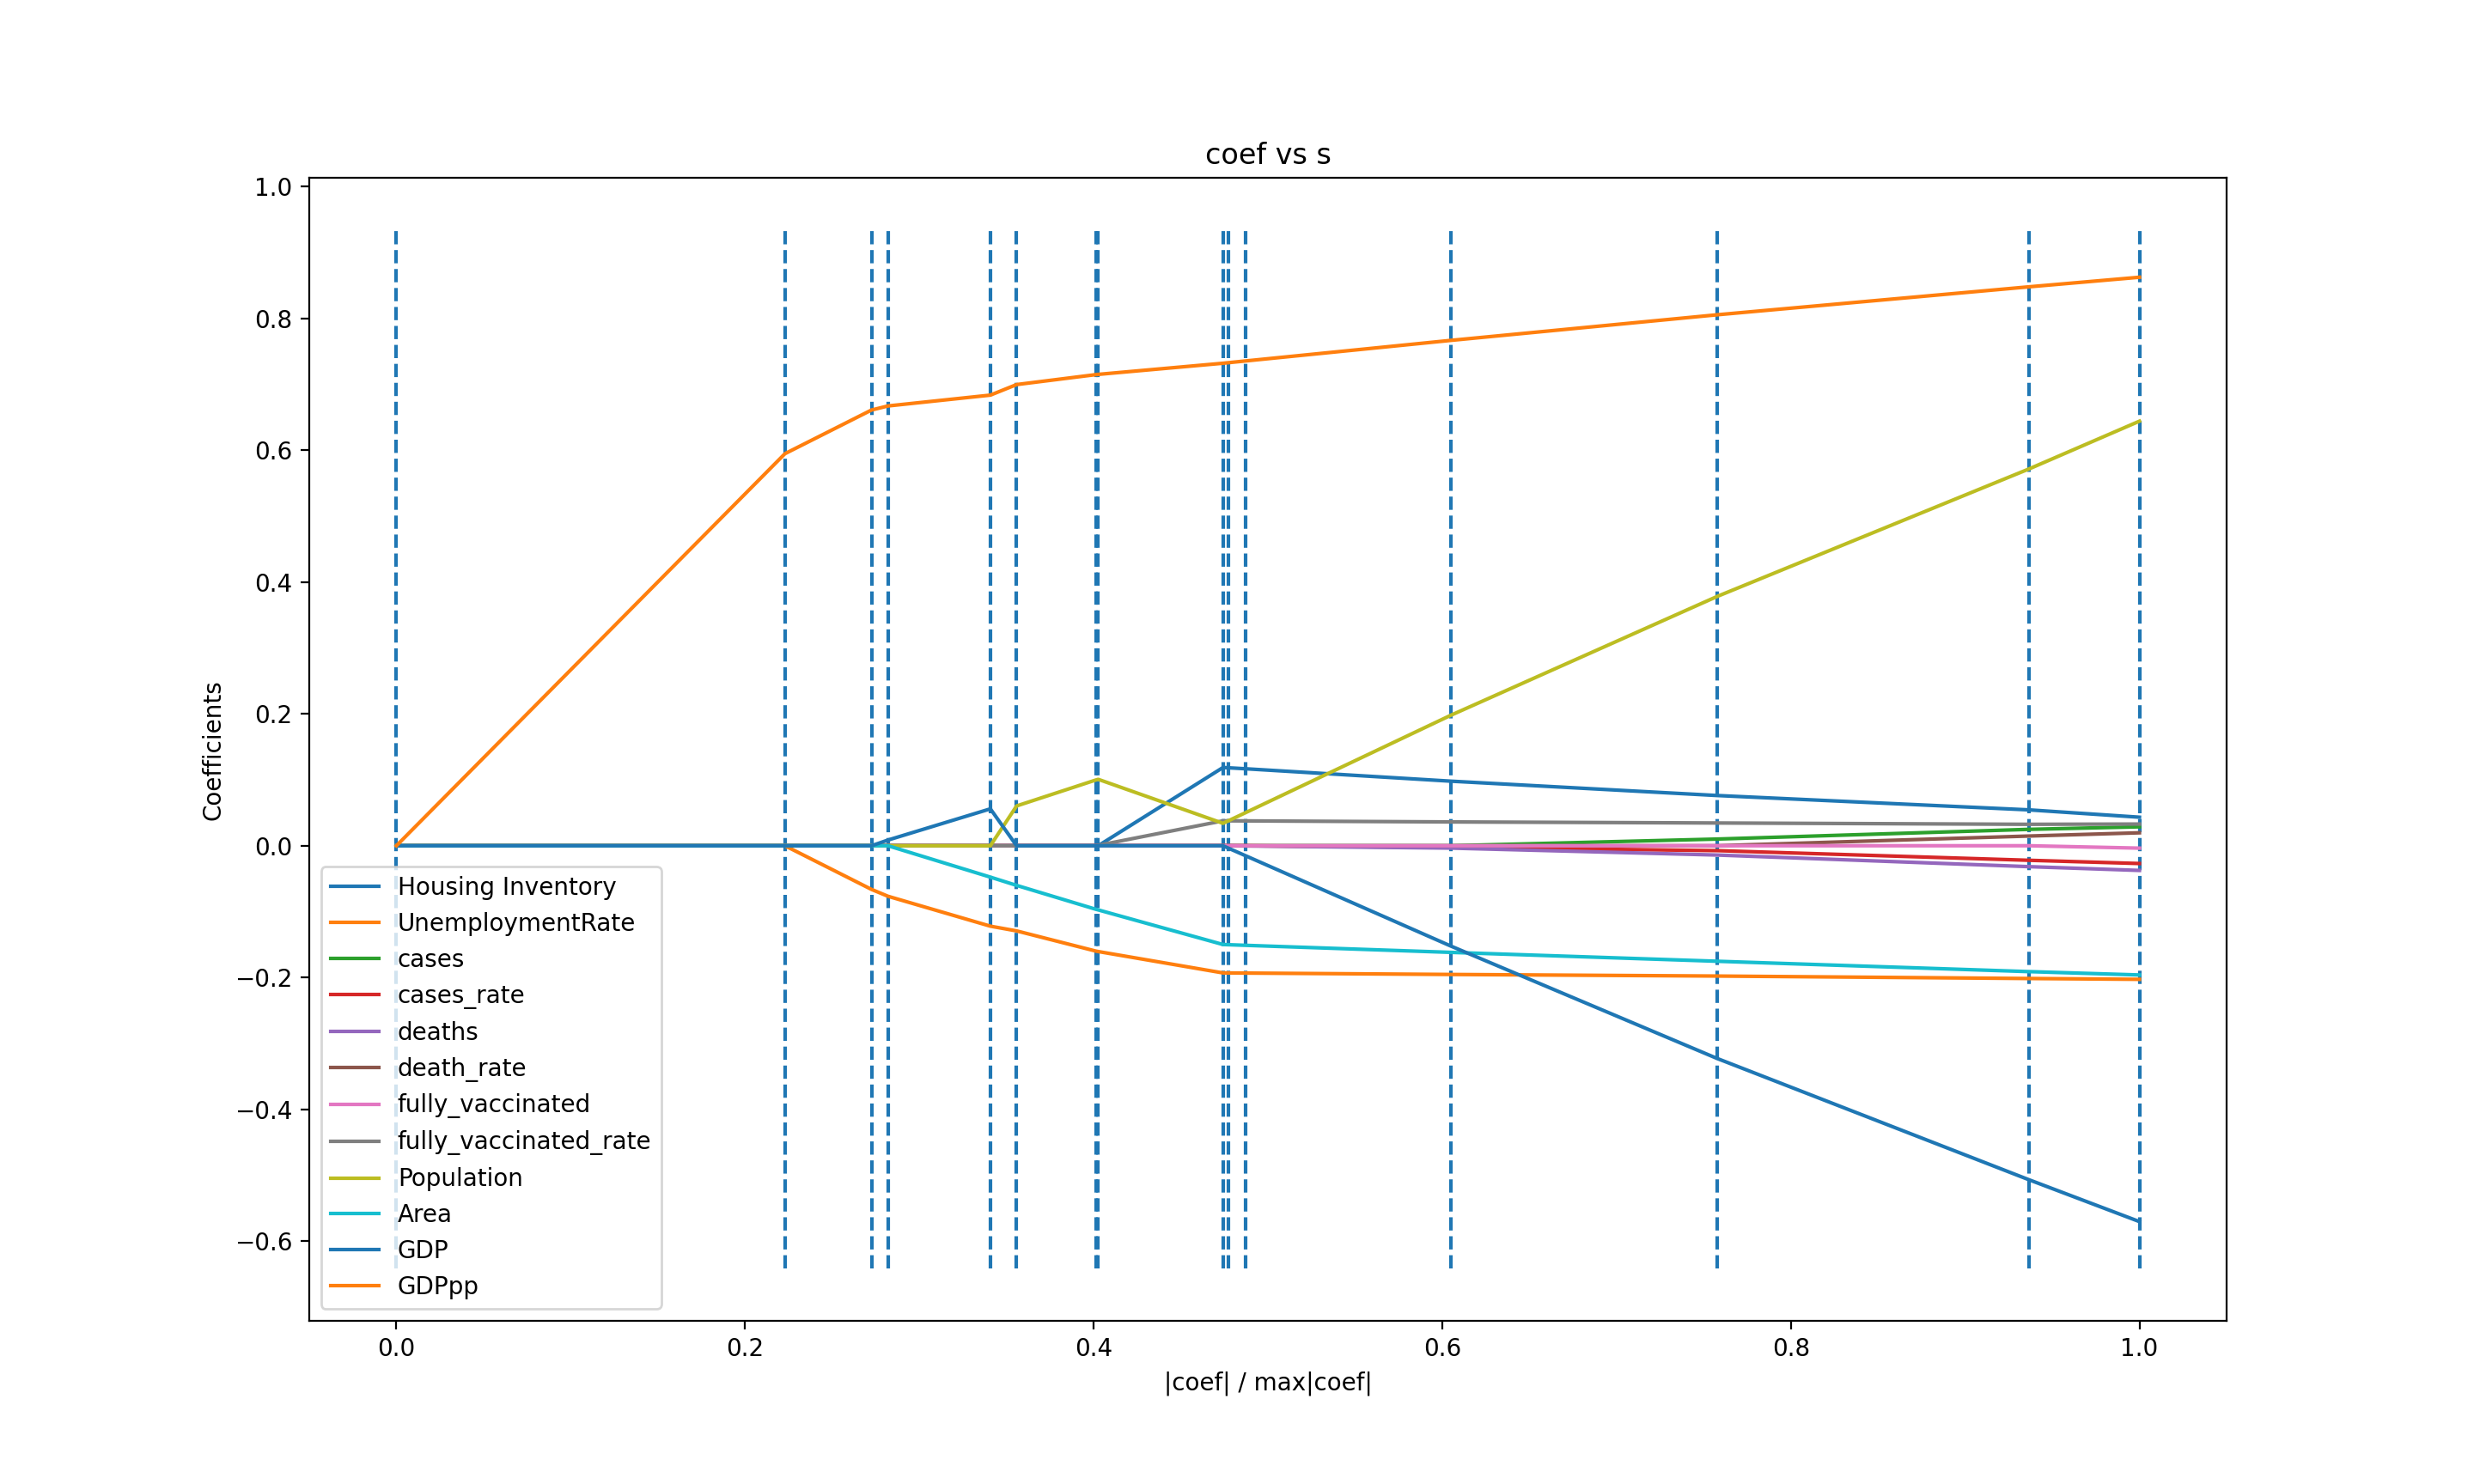 coef vs s
1.0
0.8
0.6
0.4
0.2
0.0
−0.2
−0.4
−0.6
Coefficients
Housing Inventory
UnemploymentRate
cases
cases_rate
deaths
death_rate
fully_vaccinated
fully_vaccinated_rate
Population
Area
GDP
GDPpp
0.0 0.2 0.4 0.6 0.8 1.0
|coef| / max|coef|